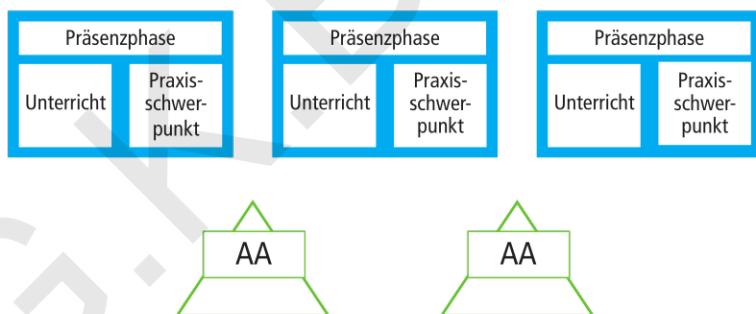 Präsenzphase Präsenzphase Präsenzphase
Unterricht Praxis- Unterricht Praxis- Unterricht Praxis-
schwer- schwer- schwer-
punkt punkt punkt
AA AA